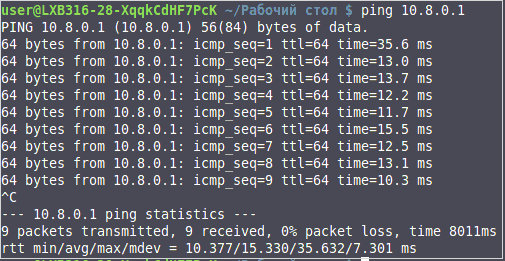 user@LXB316-28-XqqkCdHF7PcK ~/Рабочий стол $ ping 10.8.0.1
PING 10.8.0.1 (10.8.0.1) 56(84) bytes of data.
64 bytes from 10.8.0.1: icmp_seq=1 ttl=64 time=35.6 ms
64 bytes from 10.8.0.1: icmp_seq=2 ttl=64 time=13.0 ms
64 bytes from 10.8.0.1: icmp_seq=3 ttl=64 time=13.7 ms
64 bytes from 10.8.0.1: icmp_seq=4 ttl=64 time=12.2 ms
64 bytes from 10.8.0.1: icmp_seq=5 ttl=64 time=11.7 ms
64 bytes from 10.8.0.1: icmp_seq=6 ttl=64 time=15.5 ms
64 bytes from 10.8.0.1: icmp_seq=7 ttl=64 time=12.5 ms
64 bytes from 10.8.0.1: icmp_seq=8 ttl=64 time=13.1 ms
64 bytes from 10.8.0.1: icmp_seq=9 ttl=64 time=10.3 ms
^C
--- 10.8.0.1 ping statistics ---
9 packets transmitted, 9 received, 0% packet loss, time 8011ms
rtt min/avg/max/mdev = 10.377/15.330/35.632/7.301 ms